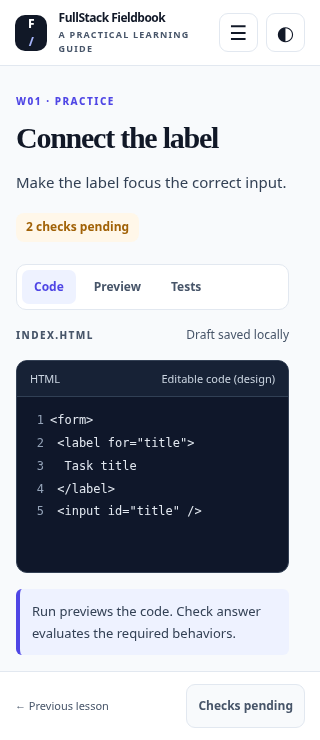 F
/
FullStack Fieldbook
A PRACTICAL LEARNING
GUIDE
☰
◐
W01 · PRACTICE
Connect the label
Make the label focus the correct input.
2 checks pending
Code Preview Tests
INDEX.HTML Draft saved locally
HTML Editable code (design)
1 <form>
2 <label for="title">
3 Task title
4 </label>
5 <input id="title" />
Run previews the code. Check answer
evaluates the required behaviors.
← Previous lesson Checks pending